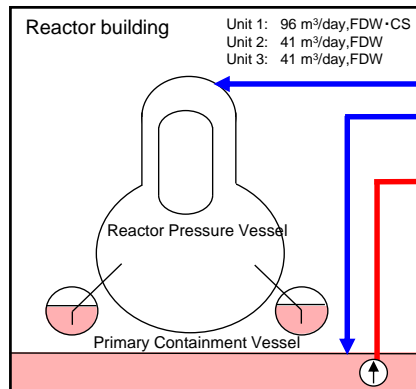 Reactor building
Unit 1: 96 m³/day,FDW・CS
Unit 2: 41 m³/day,FDW
Unit 3: 41 m³/day,FDW
Reactor Pressure Vessel
Primary Containment Vessel